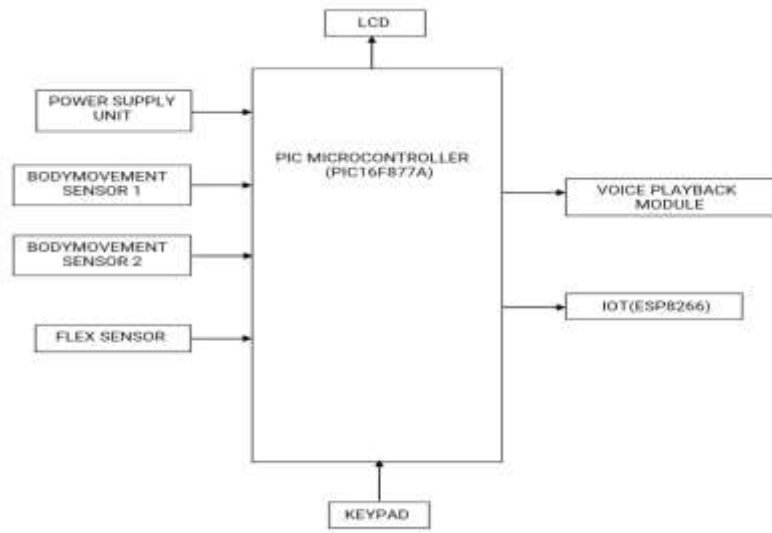 LCD
POWER SUPPLY
UNIT
PIC MICROCONTROLLER
(PIC16F877A)
BODYMOVEMENT
SENSOR 1
VOICE PLAYBACK
MODULE
BODYMOVEMENT
SENSOR 2
IOT(ESP8266)
FLEX SENSOR
KEYPAD